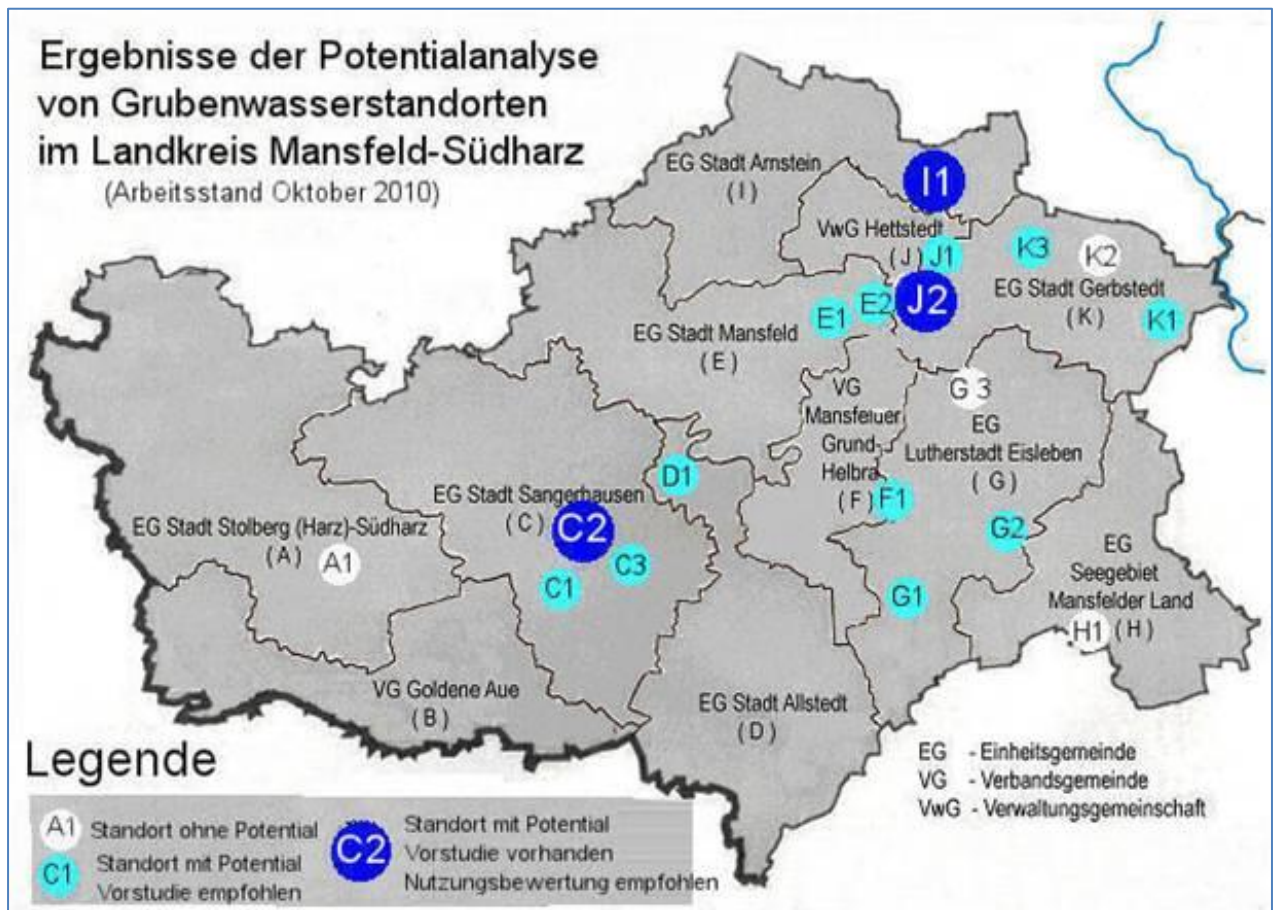 Ergebnisse der Potentialanalyse
von Grubenwasserstandorten
im Landkreis Mansfeld-Südharz
(Arbeitsstand Oktober 2010)
EG Stadt Arnstein
( I )
I1
VwG Hettstedt
( J )
J1
K3
K2
EG Stadt Gerbstedt
( K )
K1
J2
E2
E1
EG Stadt Mansfeld
( E )
VG
Mansfelder
Grund-
Helbra
( F )
F1
G 3
EG
Lutherstadt Eisleben
( G )
G2
G1
D1
EG Stadt Sangerhausen
( C )
C2
C3
C1
EG Stadt Stolberg (Harz)-Südharz
( A )
A1
EG
Seegebiet
Mansfelder Land
( H )
H1
VG Goldene Aue
( B )
EG Stadt Allstedt
( D )
Legende
A1 Standort ohne Potential
C1 Standort mit Potential
Vorstudie empfohlen
C2 Standort mit Potential
Vorstudie vorhanden
Nutzungsbewertung empfohlen
EG - Einheitsgemeinde
VG - Verbandsgemeinde
VwG - Verwaltungsgemeinschaft